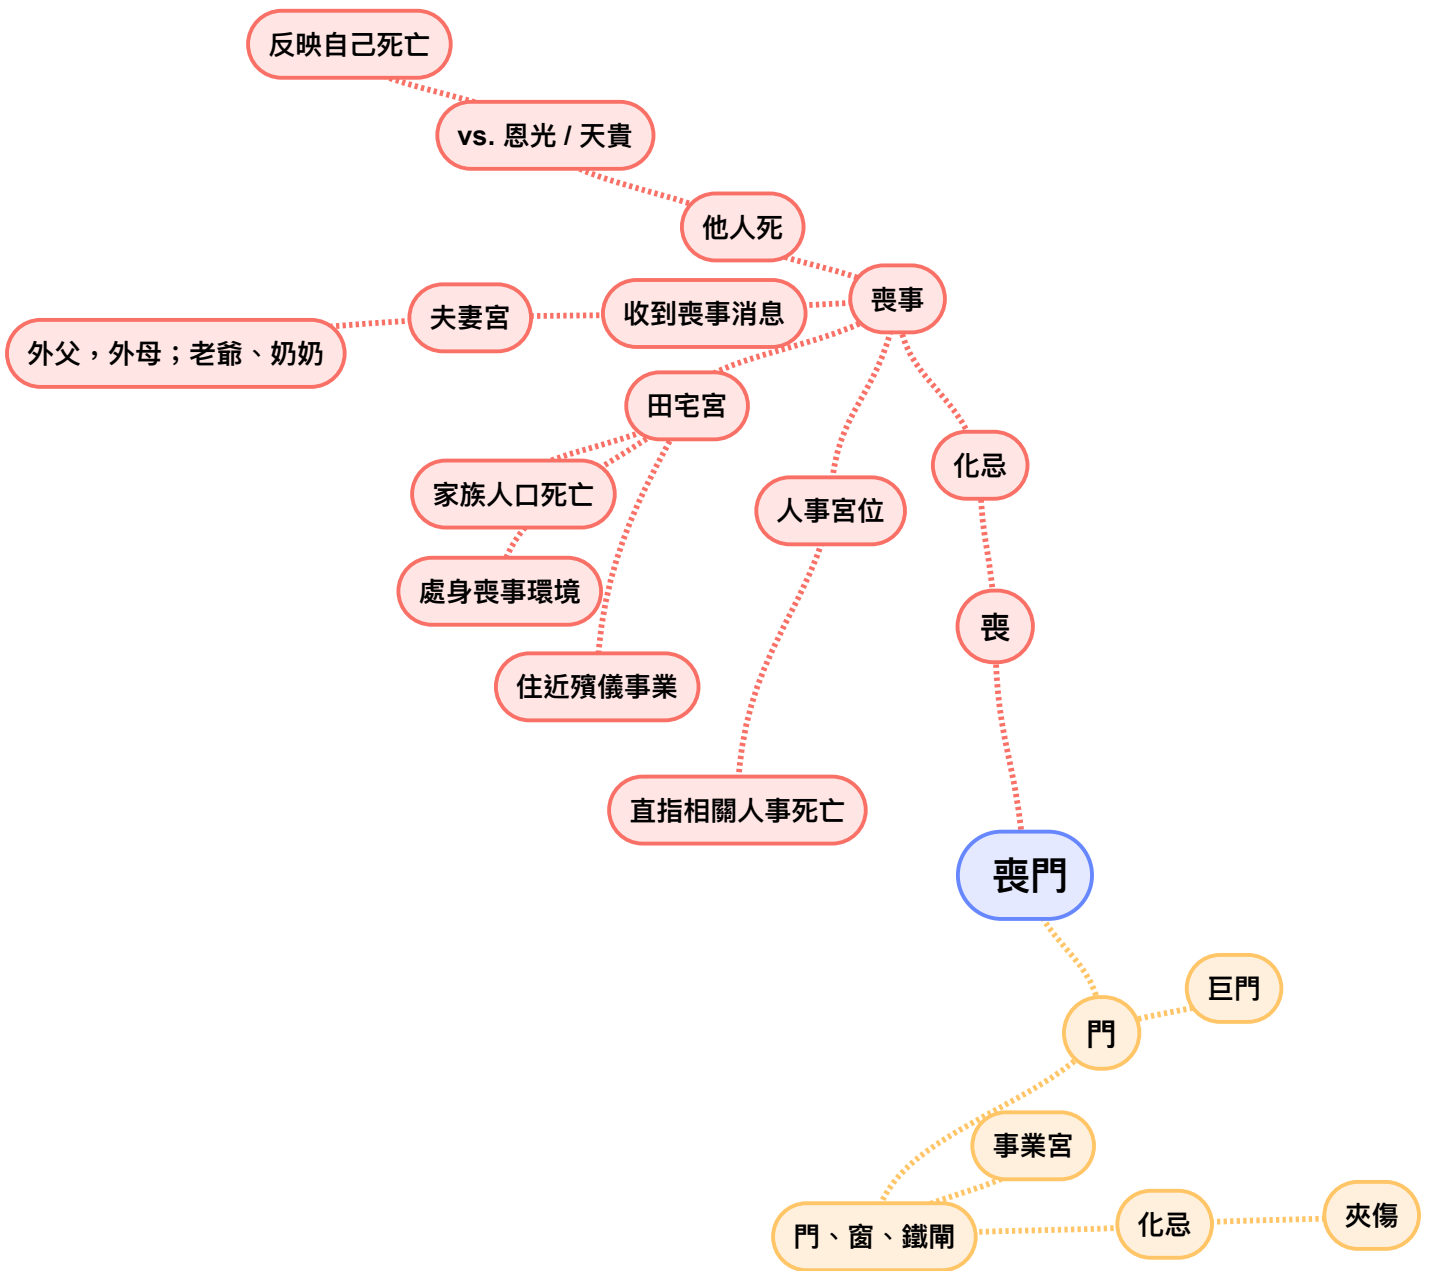 反映自己死亡
vs. 恩光 / 天貴
他人死
喪事
收到喪事消息
夫妻宮
外父，外母；老爺、奶奶
田宅宮
化忌
家族人口死亡
人事宮位
處身喪事環境
喪
住近殯儀事業
直指相關人事死亡
喪門
巨門
門
事業宮
門、窗、鐵閘
化忌
夾傷